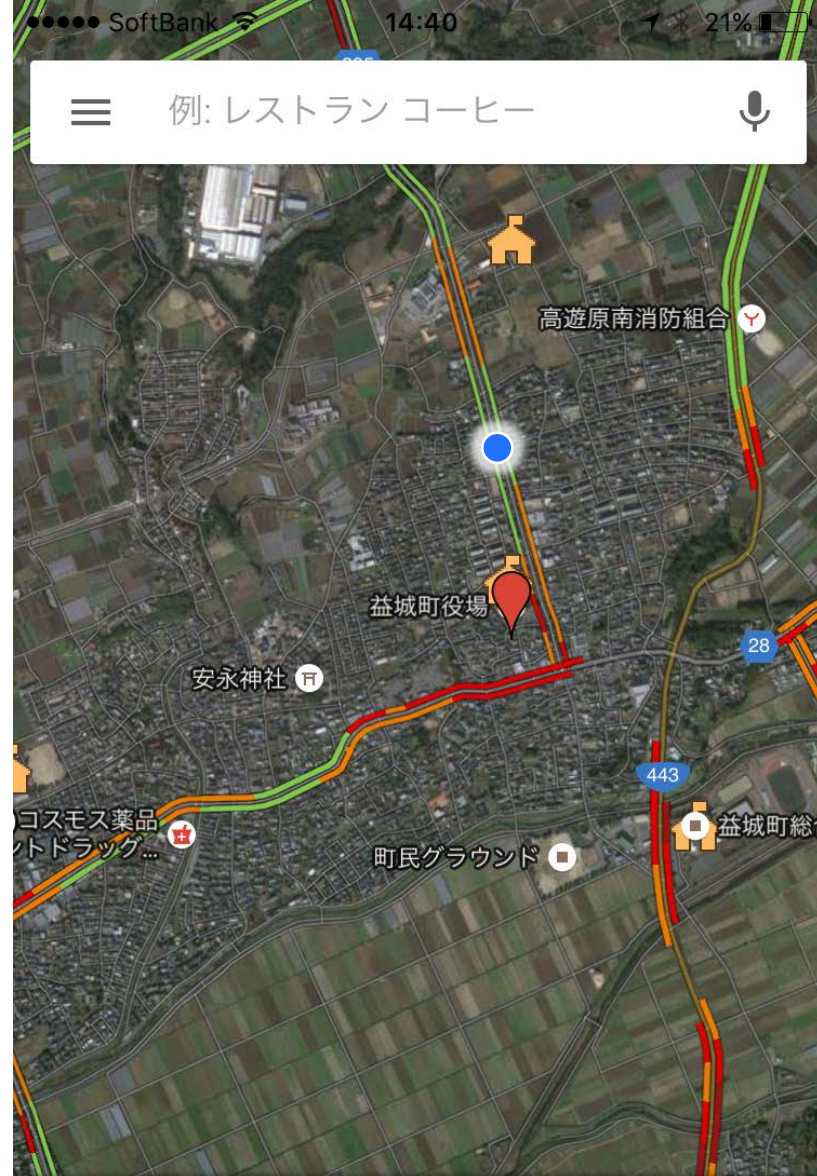 SoftBank 14:40 21%
例: レストラン コーヒー
高遊原南消防組合
益城町役場
安永神社
28
443
コスモス薬品
ントドラッグ...
益城町総合
町民グラウンド